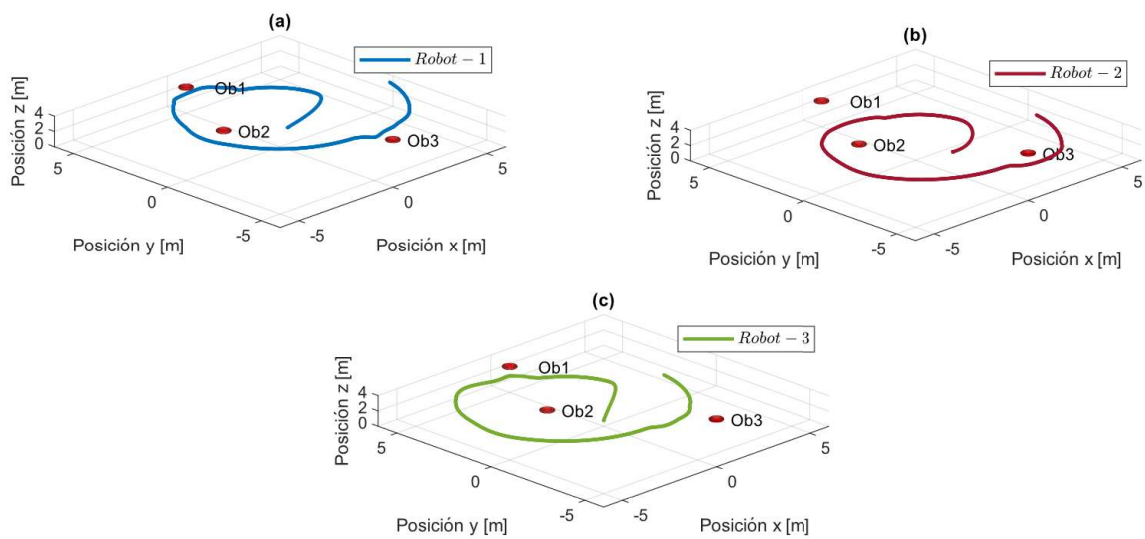 (a)
Robot − 1
Ob1
Ob2
Ob3
4
2
0
Posición z [m]
5
0
-5
Posición y [m]
-5
0
5
Posición x [m]
(b)
Robot − 2
Ob1
Ob2
Ob3
4
2
0
Posición z [m]
5
0
-5
Posición y [m]
-5
0
5
Posición x [m]
(c)
Robot − 3
Ob1
Ob2
Ob3
4
2
0
Posición z [m]
5
0
-5
Posición y [m]
-5
0
5
Posición x [m]